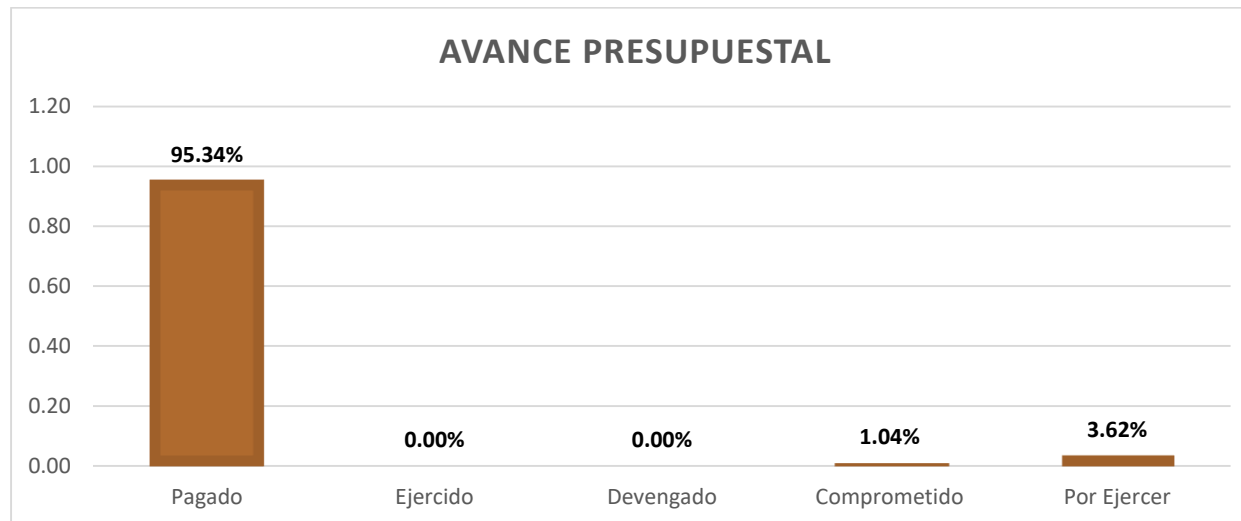 AVANCE PRESUPUESTAL
1.20
1.00
0.80
0.60
0.40
0.20
0.00
95.34%
0.00%
0.00%
1.04%
3.62%
Pagado
Ejercido
Devengado
Comprometido
Por Ejercer